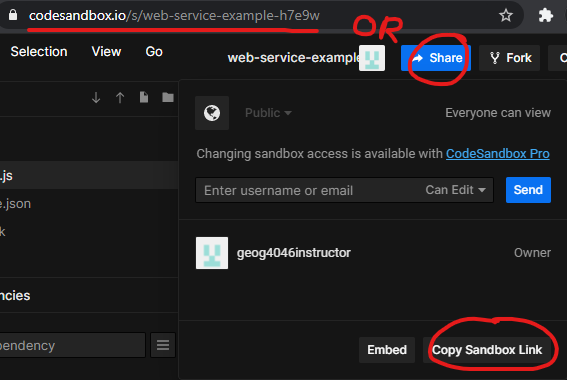 codesandbox.io/s/web-service-example-h7e9w
OR
Selection View Go Help
web-service-example
Share
Fork
Public
Everyone can view
.js
Changing sandbox access is available with CodeSandbox Pro
e.json
Enter username or email
Can Edit
Send
k
geog4046instructor
Owner
ncies
pendency
Embed
Copy Sandbox Link